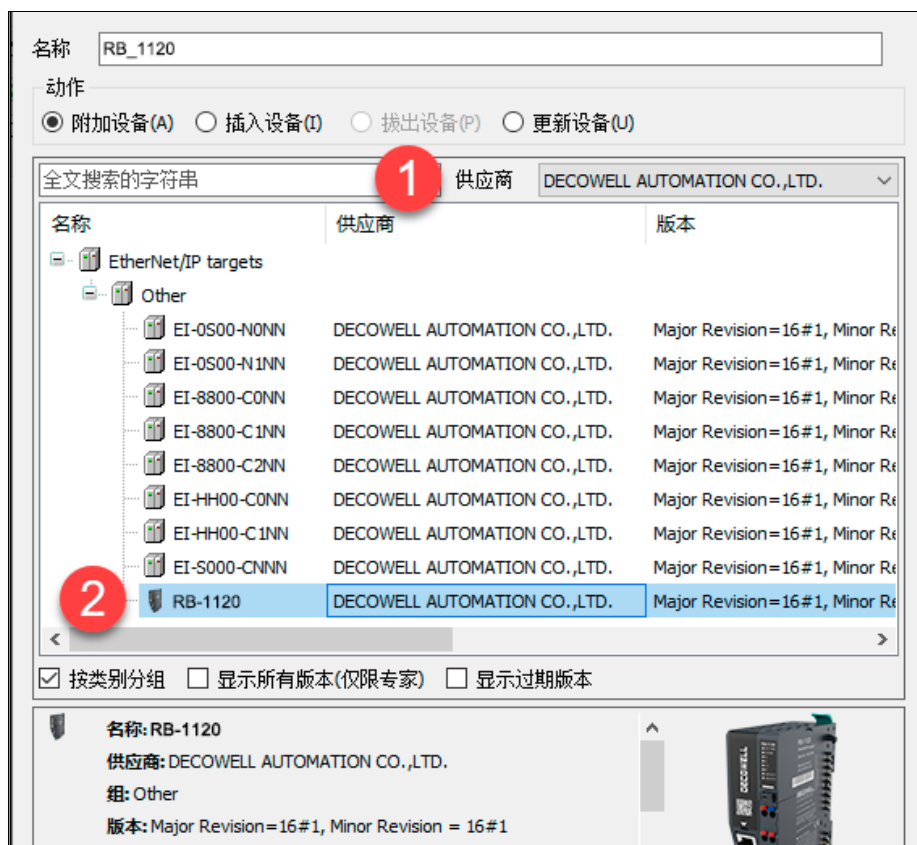 名称 RB_1120
动作
附加设备(A) 插入设备(I) 拔出设备(P) 更新设备(U)
全文搜索的字符串 1 供应商 DECOWELL AUTOMATION CO.,LTD.
名称 供应商 版本
EtherNet/IP targets
Other
EI-0S00-N0NN DECOWELL AUTOMATION CO.,LTD. Major Revision=16#1, Minor Re
EI-0S00-N1NN DECOWELL AUTOMATION CO.,LTD. Major Revision=16#1, Minor Re
EI-8800-C0NN DECOWELL AUTOMATION CO.,LTD. Major Revision=16#1, Minor Re
EI-8800-C1NN DECOWELL AUTOMATION CO.,LTD. Major Revision=16#1, Minor Re
EI-8800-C2NN DECOWELL AUTOMATION CO.,LTD. Major Revision=16#1, Minor Re
EI-HH00-C0NN DECOWELL AUTOMATION CO.,LTD. Major Revision=16#1, Minor Re
EI-HH00-C1NN DECOWELL AUTOMATION CO.,LTD. Major Revision=16#1, Minor Re
EI-S000-CNNN DECOWELL AUTOMATION CO.,LTD. Major Revision=16#1, Minor Re
2 RB-1120 DECOWELL AUTOMATION CO.,LTD. Major Revision=16#1, Minor Re
按类别分组 显示所有版本(仅限专家) 显示过期版本
名称: RB-1120
供应商: DECOWELL AUTOMATION CO.,LTD.
组: Other
版本: Major Revision=16#1, Minor Revision = 16#1
DECOWELL